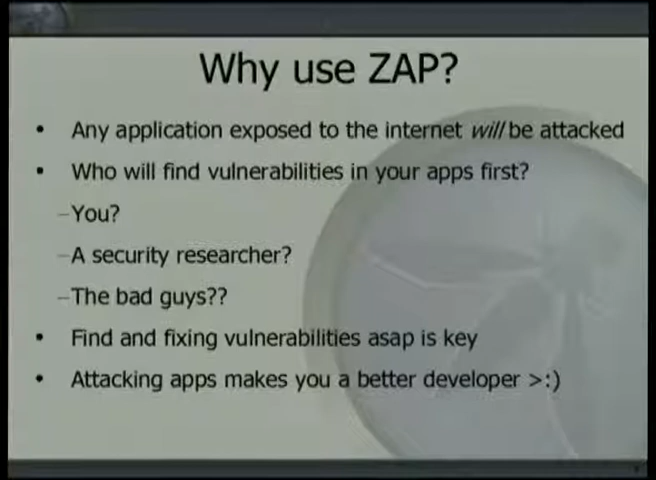 Why use ZAP?
• Any application exposed to the internet will be attacked
• Who will find vulnerabilities in your apps first?
–You?
–A security researcher?
–The bad guys??
• Find and fixing vulnerabilities asap is key
• Attacking apps makes you a better developer >:)